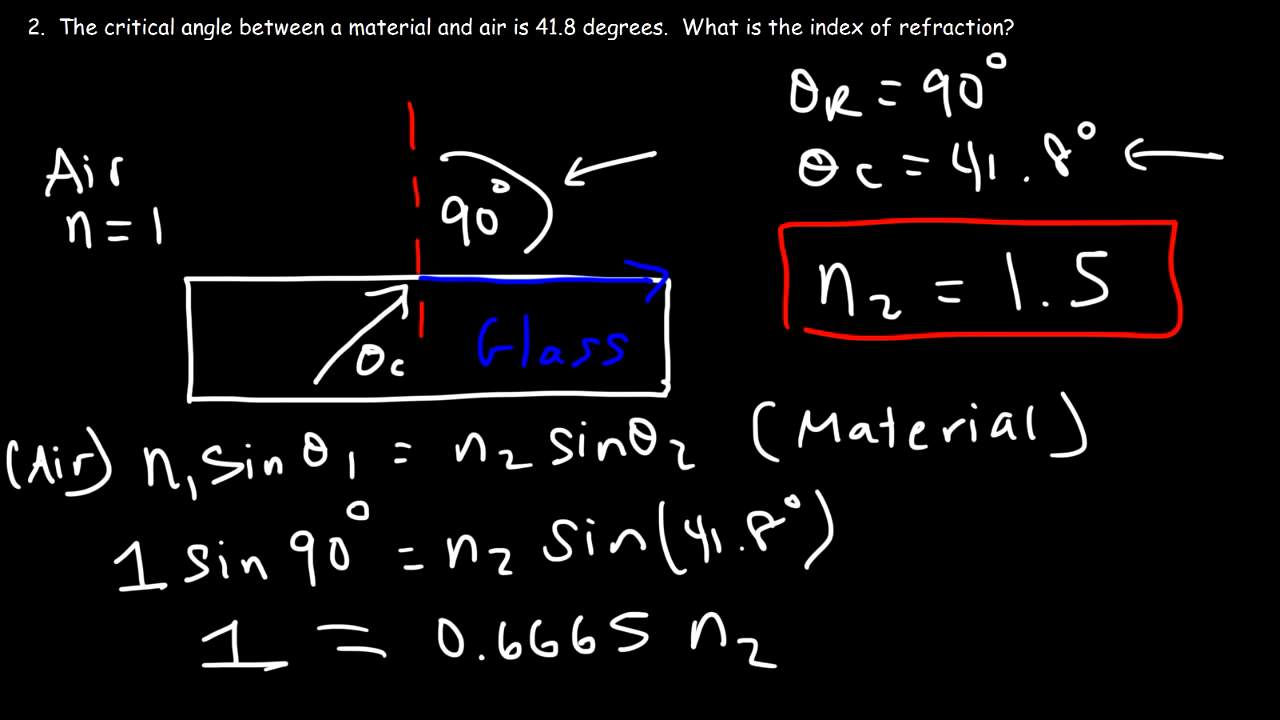 2. The critical angle between a material and air is 41.8 degrees. What is the index of refraction?
θR = 90°
θc = 41.8° ←
Air
n = 1
90°
n₂ = 1.5
Glass
θc
(Air) n₁ sin θ₁ = n₂ sin θ₂ (Material)
1 sin 90° = n₂ sin(41.8°)
1 = 0.6665 n₂